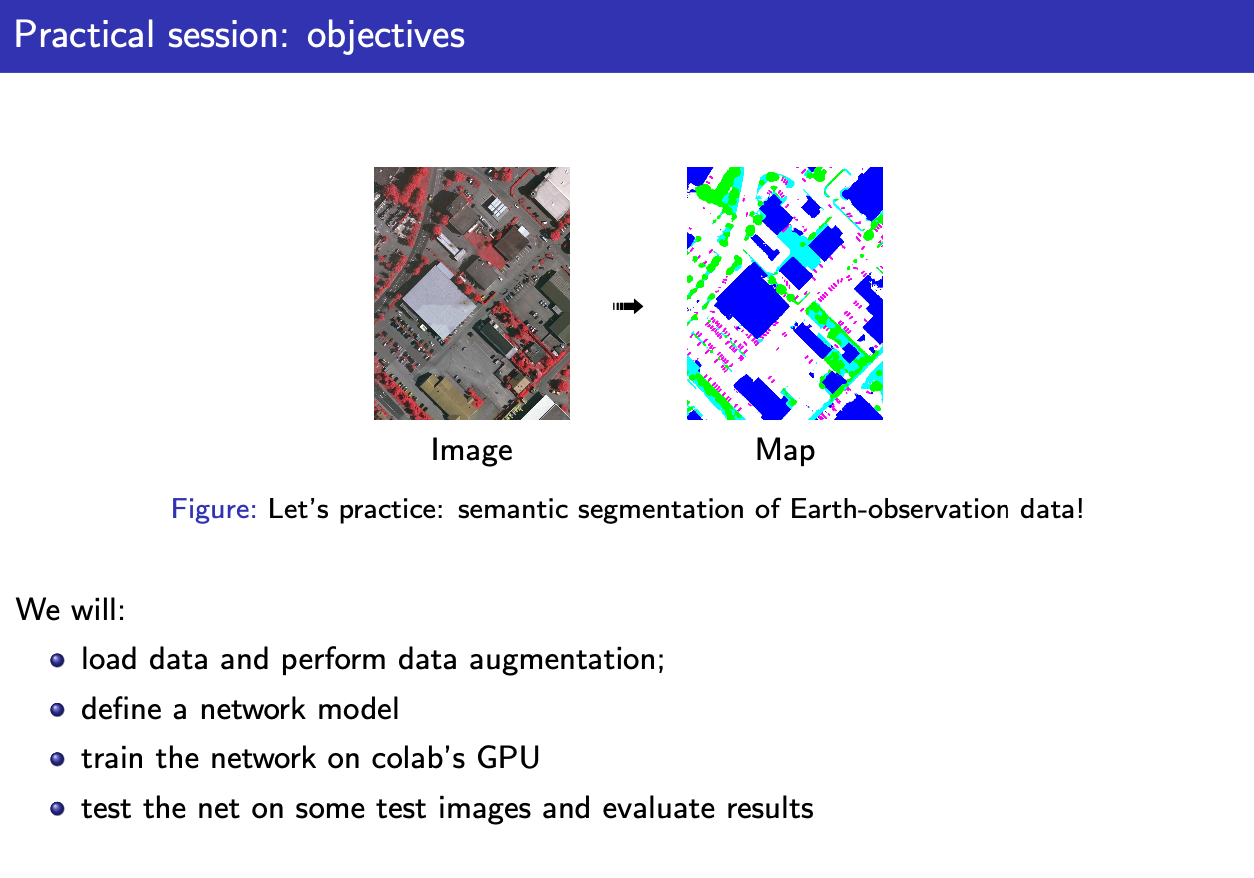 Practical session: objectives
Image
Map
Figure: Let's practice: semantic segmentation of Earth-observation data!
We will:
load data and perform data augmentation;
define a network model
train the network on colab's GPU
test the net on some test images and evaluate results